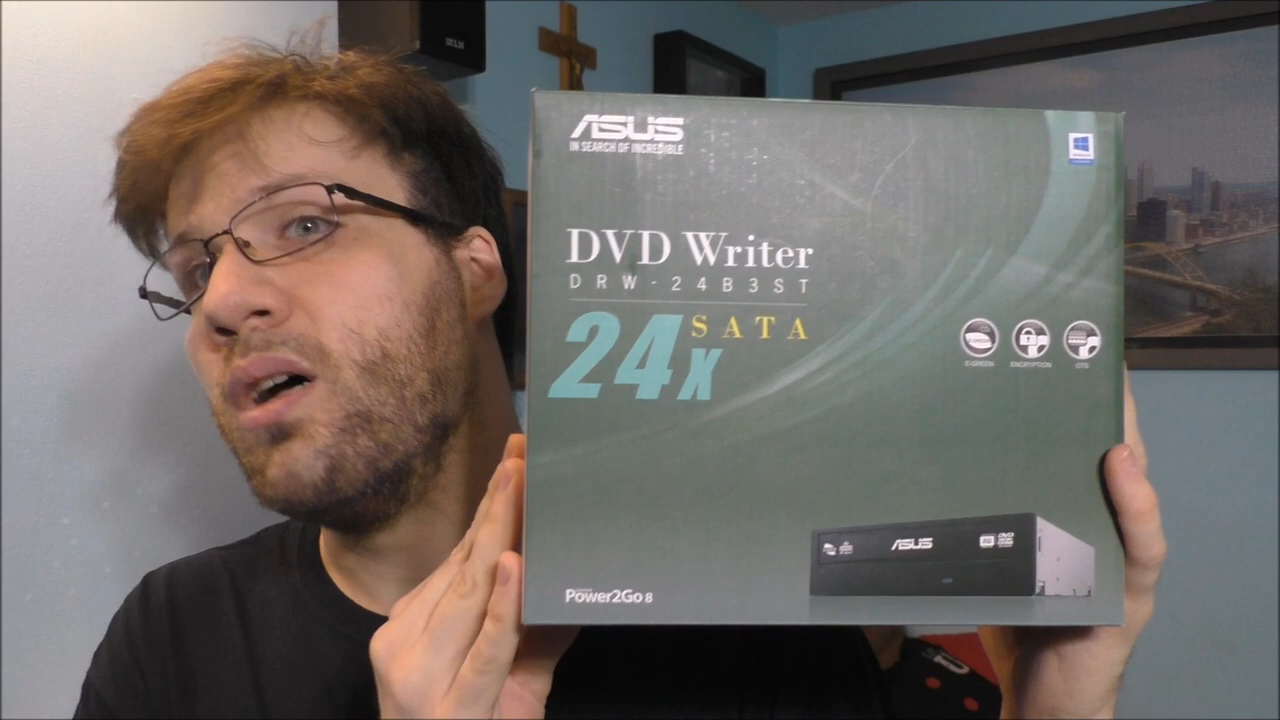 ASUS
IN SEARCH OF INCREDIBLE
DVD Writer
DRW-24B3ST
24x
SATA
E-GREEN
ENCRYPTION
OTS
ASUS
Power2Go 8